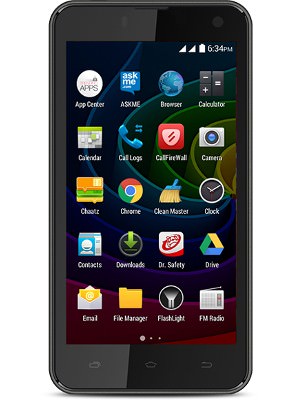 6:34PM
APPS
ask me.
App Center ASKME Browser Calculator
Calendar Call Logs CallFireWall Camera
Chaatz Chrome Clean Master Clock
Contacts Downloads Dr. Safety Drive
Email File Manager FlashLight FM Radio